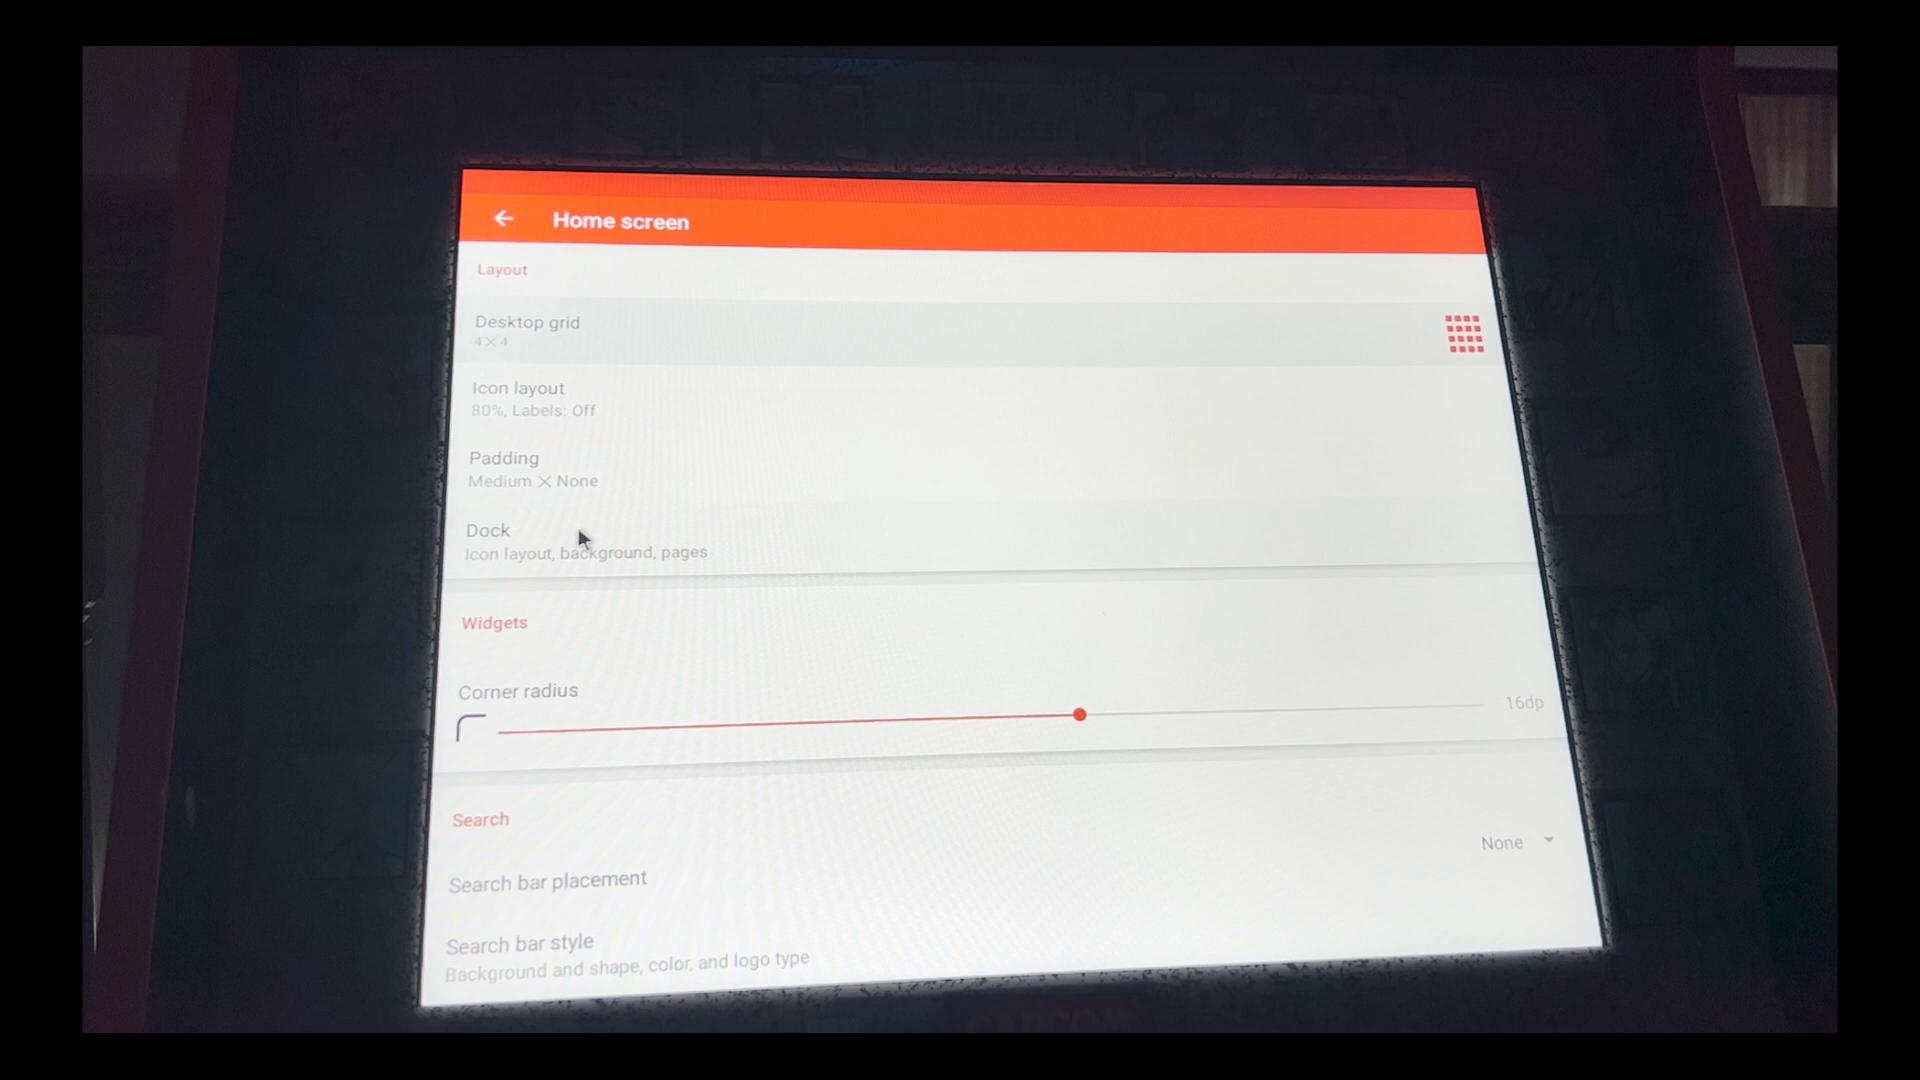 Home screen
Layout
Desktop grid
4 × 4
Icon layout
80%, Labels: Off
Padding
Medium × None
Dock
Icon layout, background, pages
Widgets
Corner radius
16dp
Search
None
Search bar placement
Search bar style
Background and shape, color, and logo type